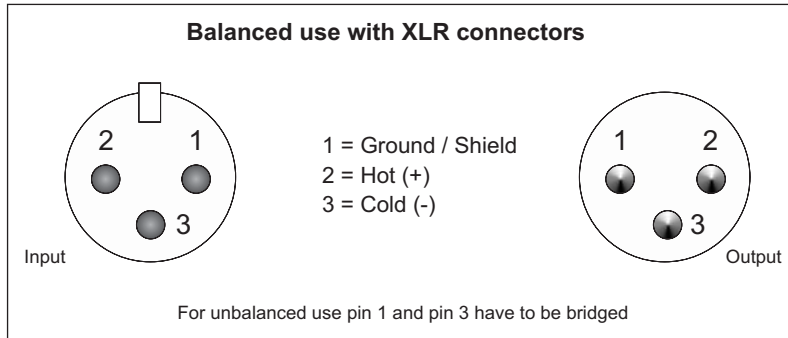 Balanced use with XLR connectors
2 1
3
Input
1 = Ground / Shield
2 = Hot (+)
3 = Cold (-)
1 2
3
Output
For unbalanced use pin 1 and pin 3 have to be bridged